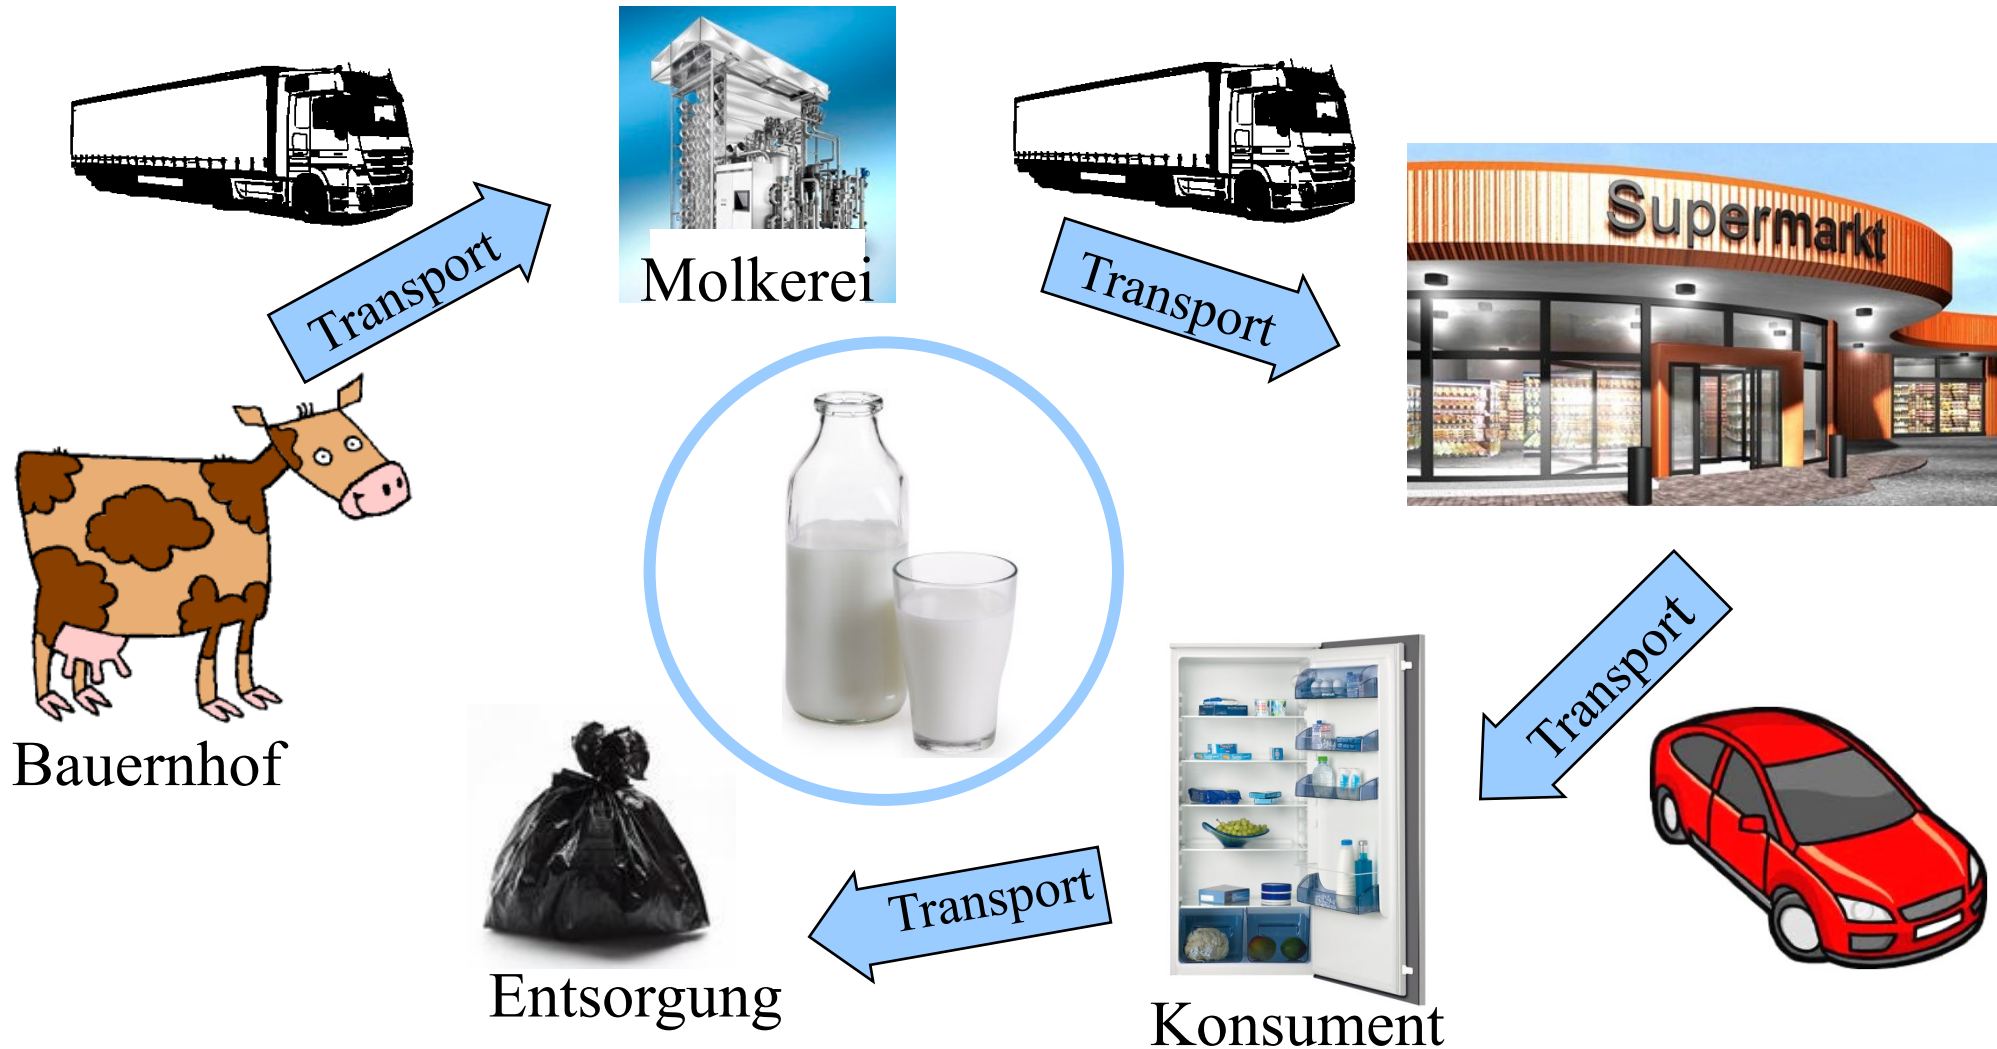 Transport
Molkerei
Transport
Supermarkt
Bauernhof
Transport
Transport
Entsorgung
Konsument